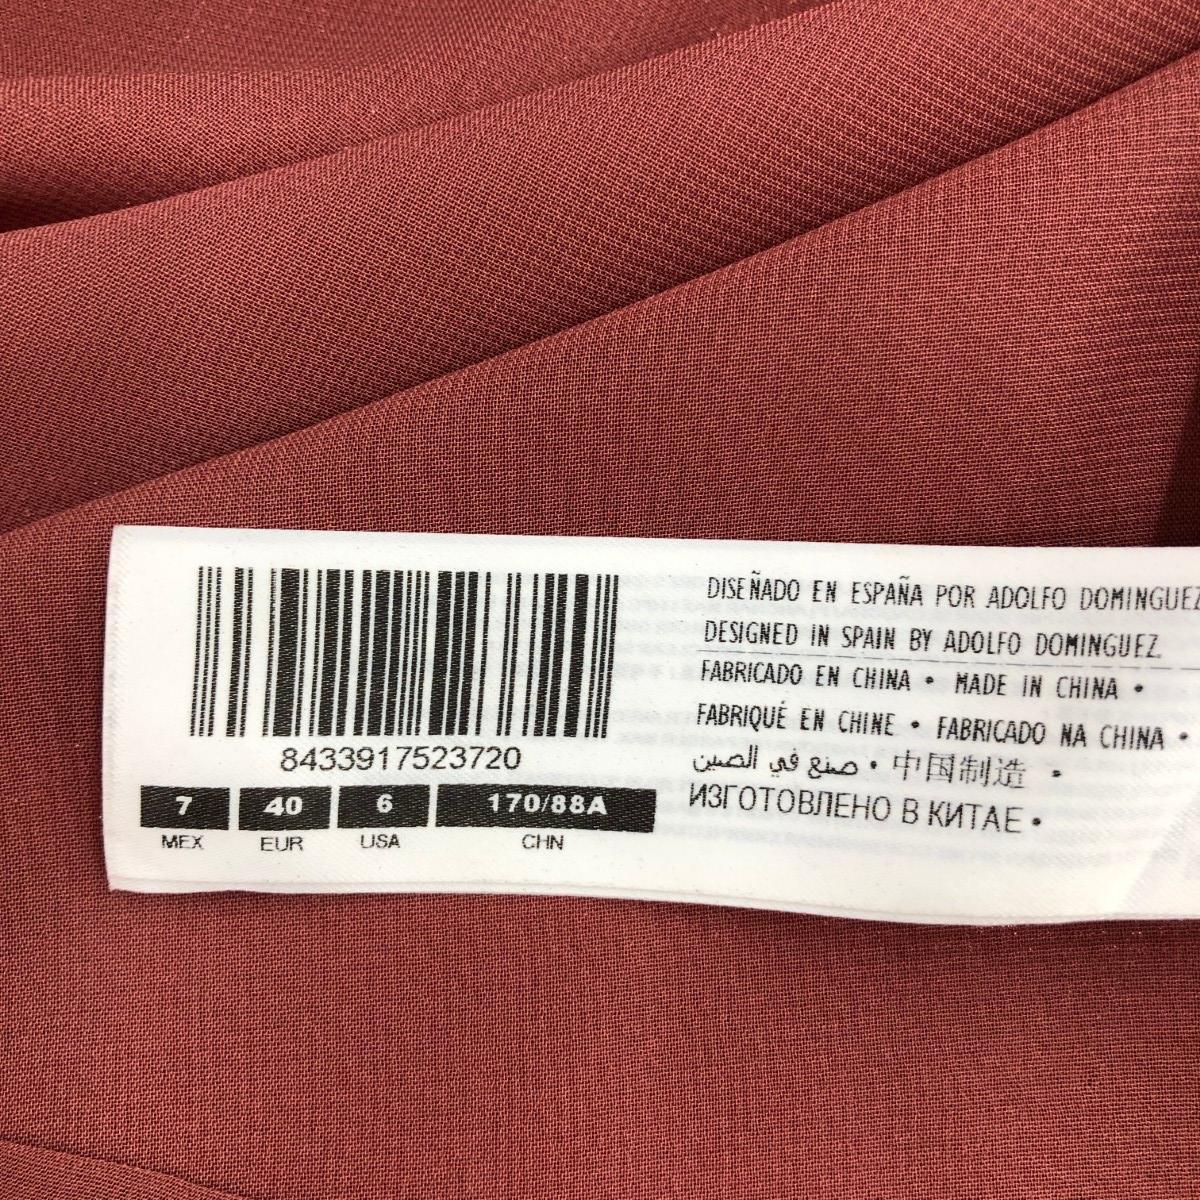 8433917523720
7 40 6 170/88A
MEX EUR USA CHN
DISEÑADO EN ESPAÑA POR ADOLFO DOMINGUEZ
DESIGNED IN SPAIN BY ADOLFO DOMINGUEZ
FABRICADO EN CHINA • MADE IN CHINA •
FABRIQUÉ EN CHINE • FABRICADO NA CHINA •
صنع في الصين • 中国制造 •
ИЗГОТОВЛЕНО В КИТАЕ •